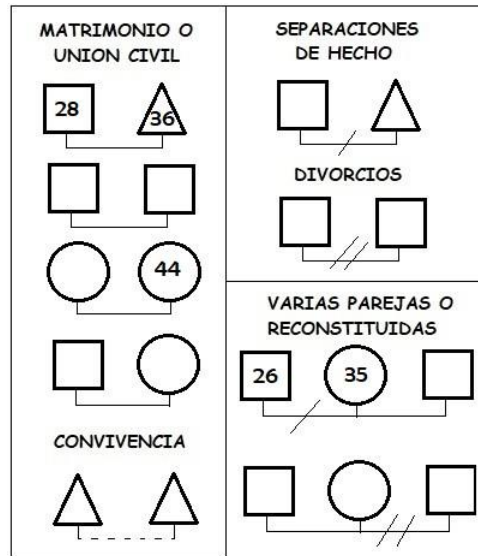 MATRIMONIO O
UNION CIVIL
28
36
44
CONVIVENCIA
SEPARACIONES
DE HECHO
DIVORCIOS
VARIAS PAREJAS O
RECONSTITUIDAS
26
35